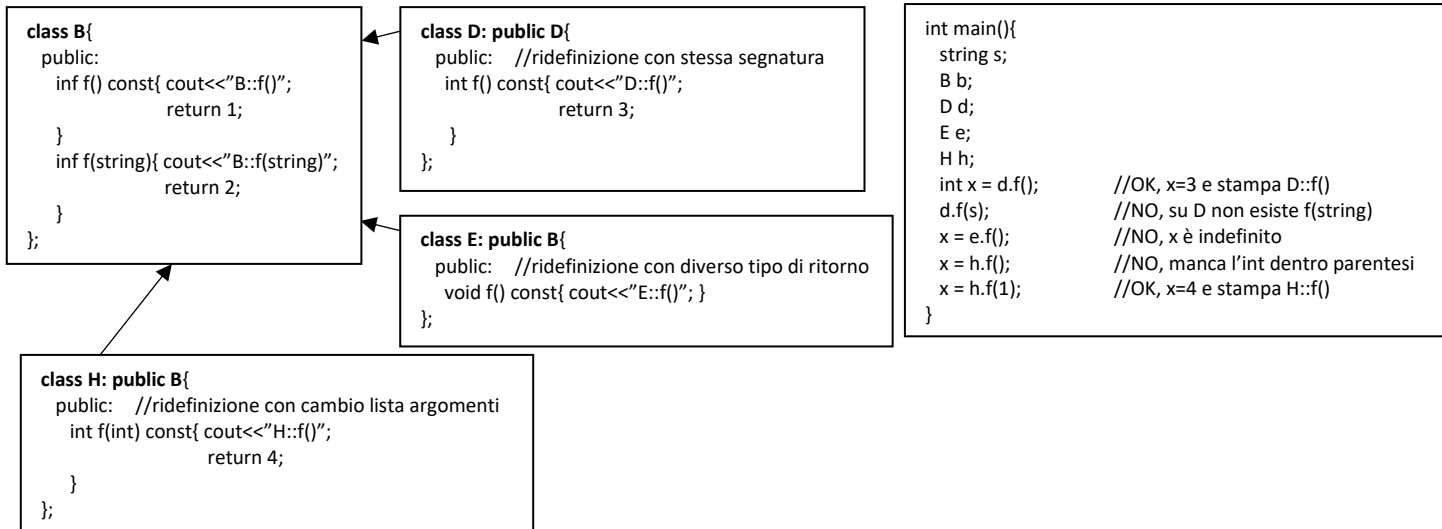 class B{
public:
inf f() const{ cout<<”B::f()”;
return 1;
}
inf f(string){ cout<<”B::f(string)”;
return 2;
}
};
class D: public D{
public: //ridefinizione con stessa segnatura
int f() const{ cout<<”D::f()”;
return 3;
}
};
class E: public B{
public: //ridefinizione con diverso tipo di ritorno
void f() const{ cout<<”E::f()”; }
};
class H: public B{
public: //ridefinizione con cambio lista argomenti
int f(int) const{ cout<<”H::f()”;
return 4;
}
};
int main(){
string s;
B b;
D d;
E e;
H h;
int x = d.f(); //OK, x=3 e stampa D::f()
d.f(s); //NO, su D non esiste f(string)
x = e.f(); //NO, x è indefinito
x = h.f(); //NO, manca l’int dentro parentesi
x = h.f(1); //OK, x=4 e stampa H::f()
}